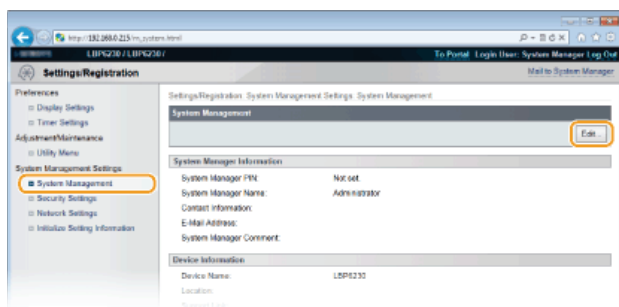 http://192.168.0.215/m_system.html
LBP6230 / LBP6230 /
To Portal Login User: System Manager Log Out
Settings/Registration
Mail to System Manager
Preferences
Display Settings
Timer Settings
Adjustment/Maintenance
Utility Menu
System Management Settings
System Management
Security Settings
Network Settings
Initialize Setting Information
Settings/Registration: System Management Settings: System Management
System Management
Edit...
System Manager Information
System Manager PIN: Not set.
System Manager Name: Administrator
Contact Information:
E-Mail Address:
System Manager Comment:
Device Information
Device Name: LBP6230
Location: